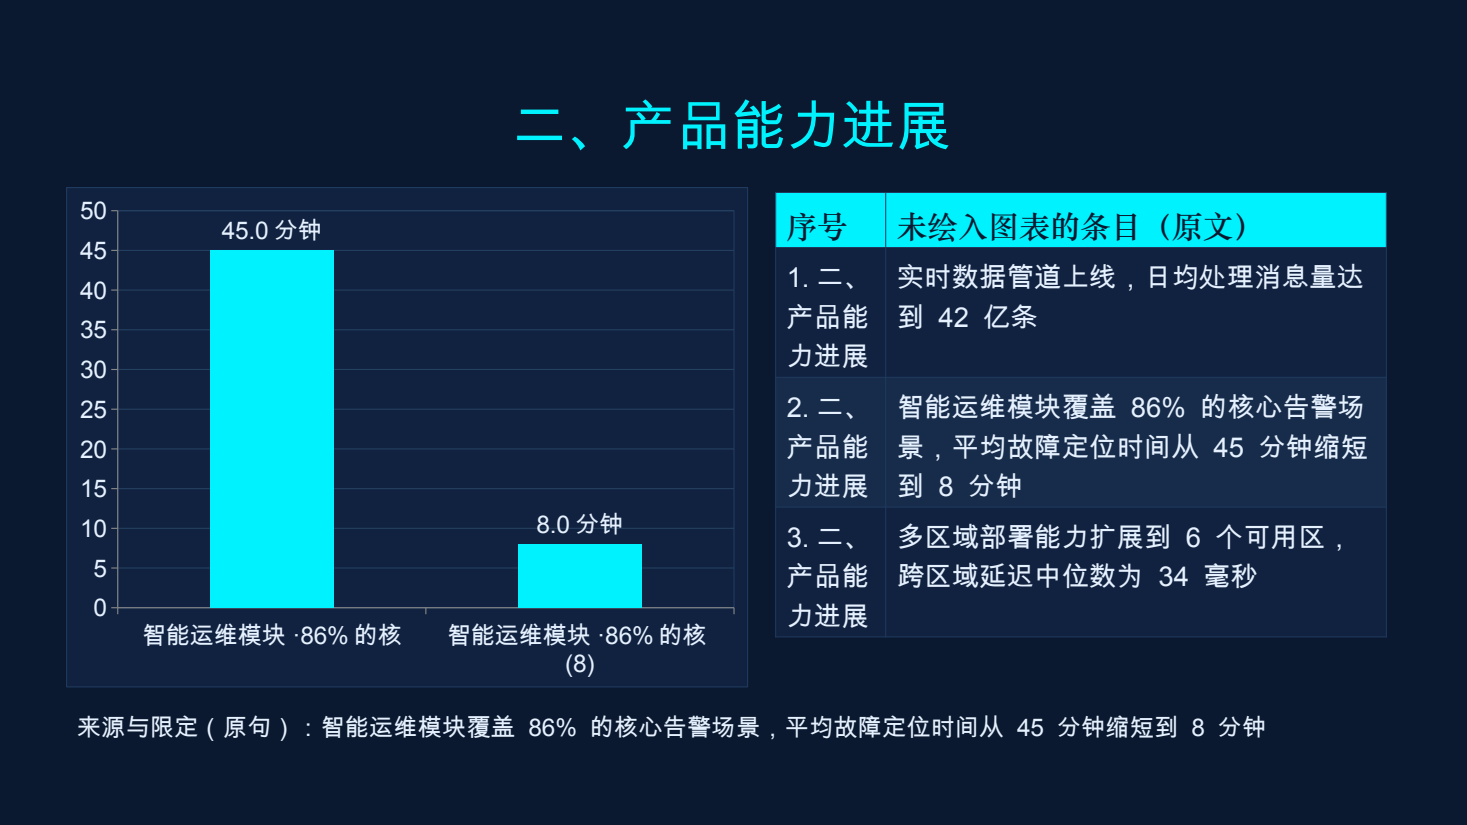 二、产品能力进展
50
45
40
35
30
25
20
15
10
5
0
45.0 分钟
8.0 分钟
智能运维模块 ·86% 的核
智能运维模块 ·86% 的核
(8)
序号
未绘入图表的条目（原文）
1. 二、
产品能
力进展
实时数据管道上线，日均处理消息量达
到 42 亿条
2. 二、
产品能
力进展
智能运维模块覆盖 86% 的核心告警场
景，平均故障定位时间从 45 分钟缩短
到 8 分钟
3. 二、
产品能
力进展
多区域部署能力扩展到 6 个可用区，
跨区域延迟中位数为 34 毫秒
来源与限定（原句）：智能运维模块覆盖 86% 的核心告警场景，平均故障定位时间从 45 分钟缩短到 8 分钟